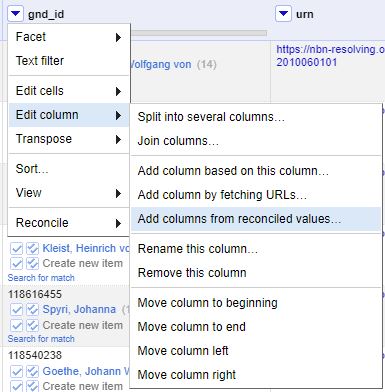 gnd_id
urn
https://nbn-resolving.o
2010060101
Wolfgang von (14)
Facet
Text filter
Edit cells
Edit column
Transpose
Sort...
View
Reconcile
Split into several columns...
Join columns...
Add column based on this column...
Add column by fetching URLs...
Add columns from reconciled values...
Rename this column...
Remove this column
Move column to beginning
Move column to end
Move column left
Move column right
Kleist, Heinrich vo
Create new item
Search for match
118616455
Spyri, Johanna (1
Create new item
Search for match
118540238
Goethe, Johann W